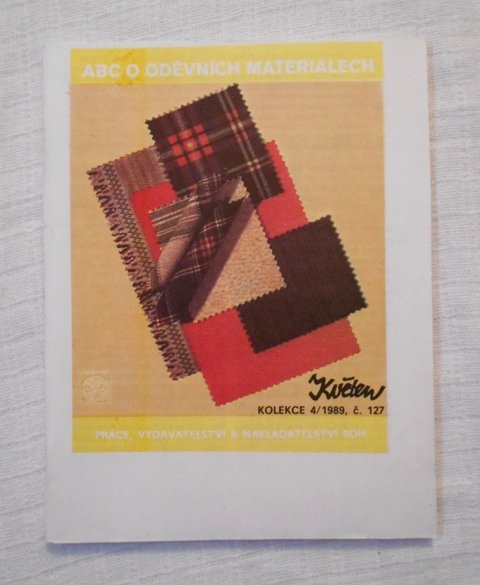 ABC O ODĚVNÍCH MATERIÁLECH
Květen
KOLEKCE 4/1989, č. 127
PRÁCE, VYDAVATELSTVÍ A NAKLADATELSTVÍ ROH